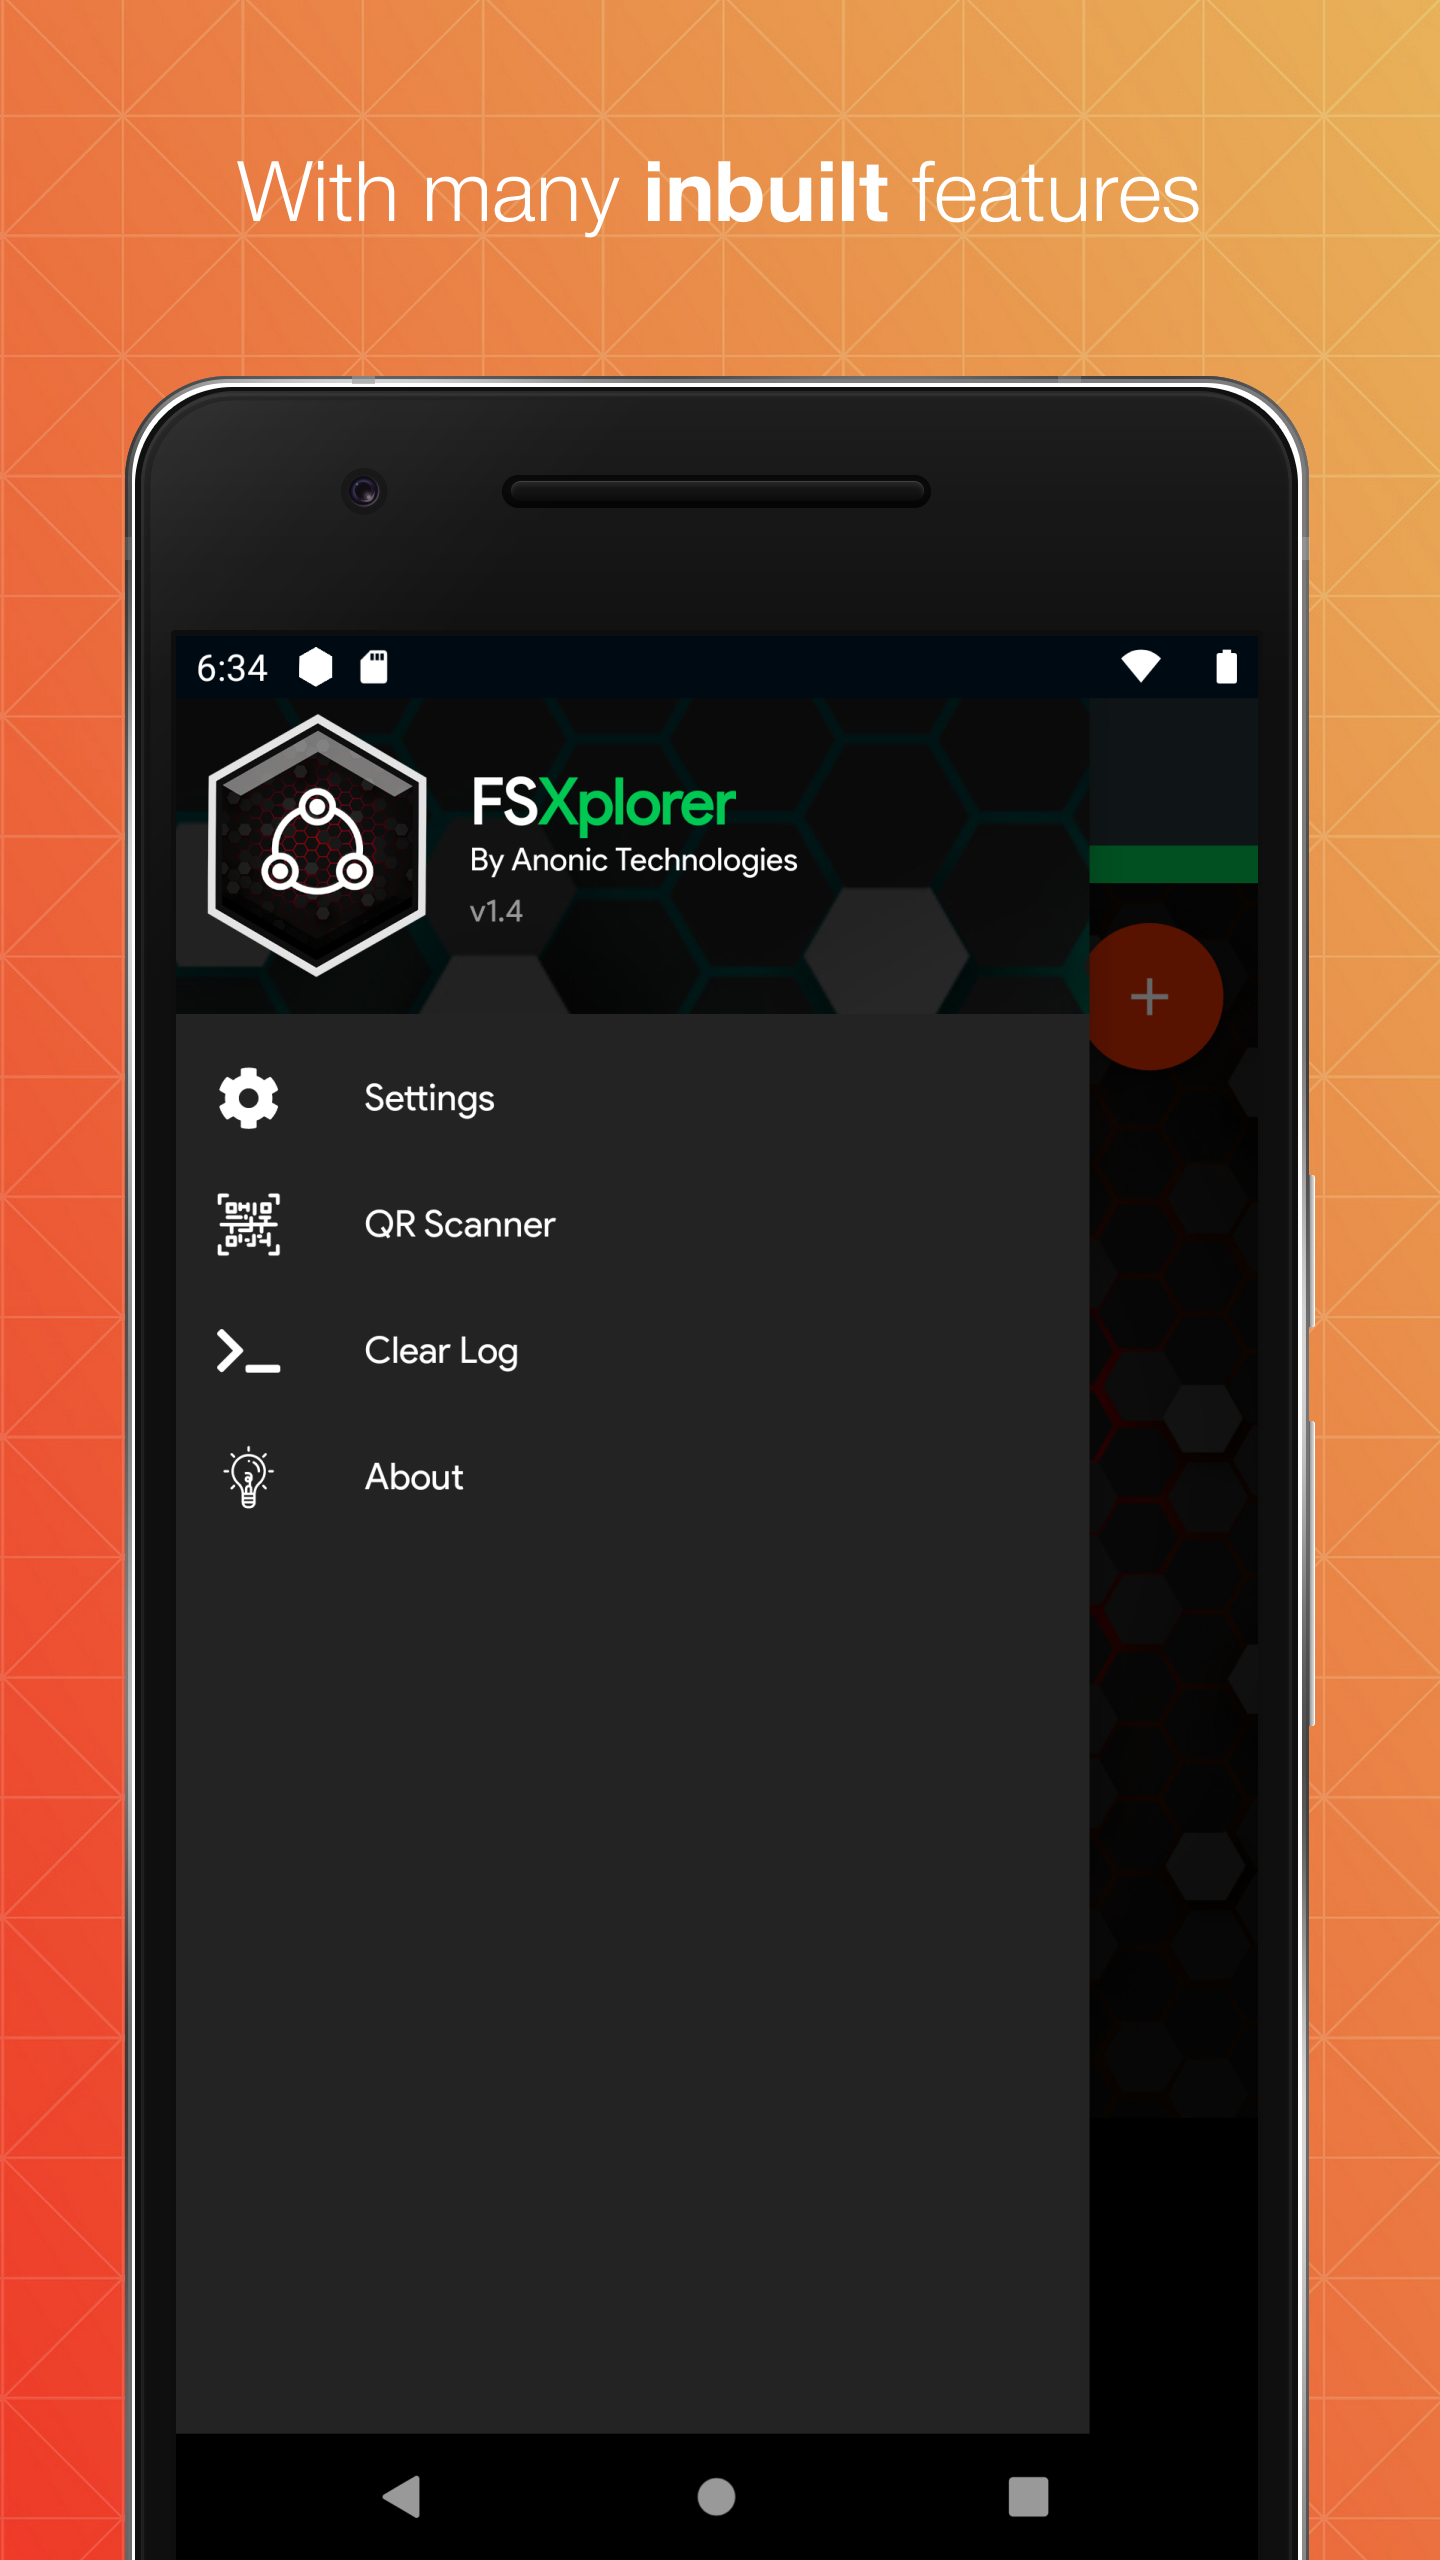 With many inbuilt features
6:34
FSXplorer
By Anonic Technologies
v1.4
Settings
QR Scanner
Clear Log
About